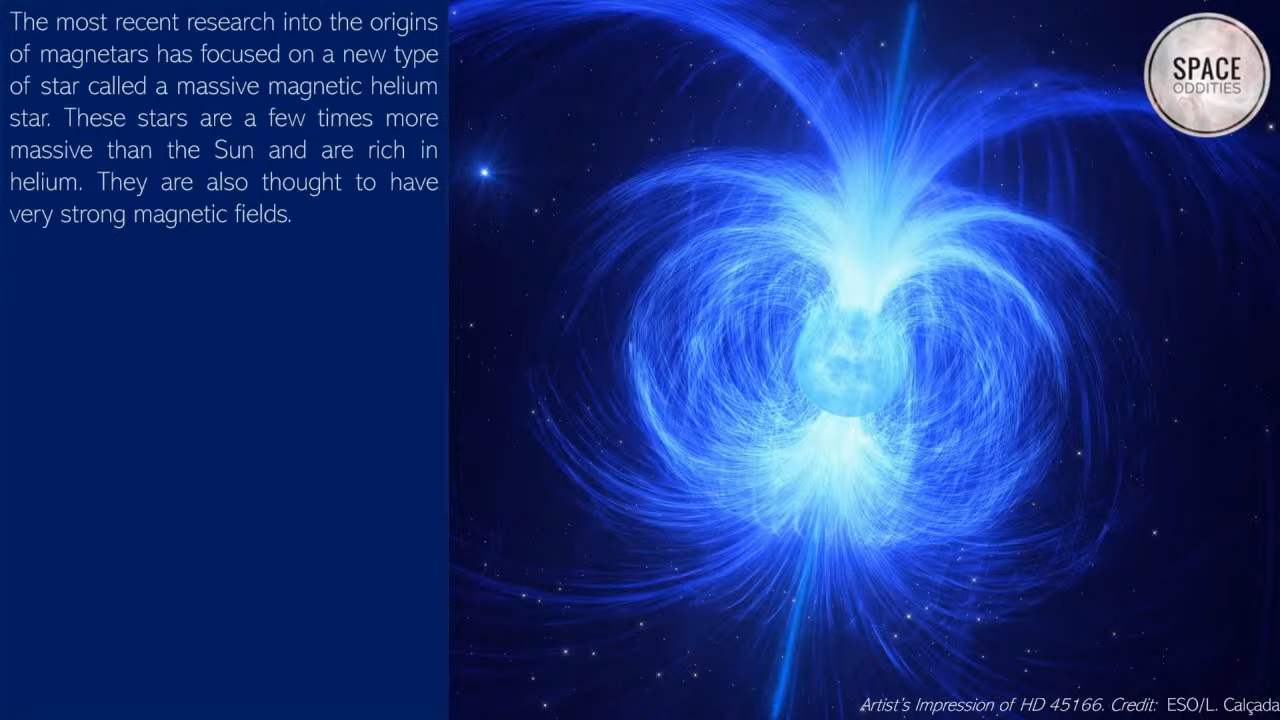 The most recent research into the origins
of magnetars has focused on a new type
of star called a massive magnetic helium
star. These stars are a few times more
massive than the Sun and are rich in
helium. They are also thought to have
very strong magnetic fields.
SPACE
ODDITIES
Artist's Impression of HD 45166. Credit: ESO/L. Calçada